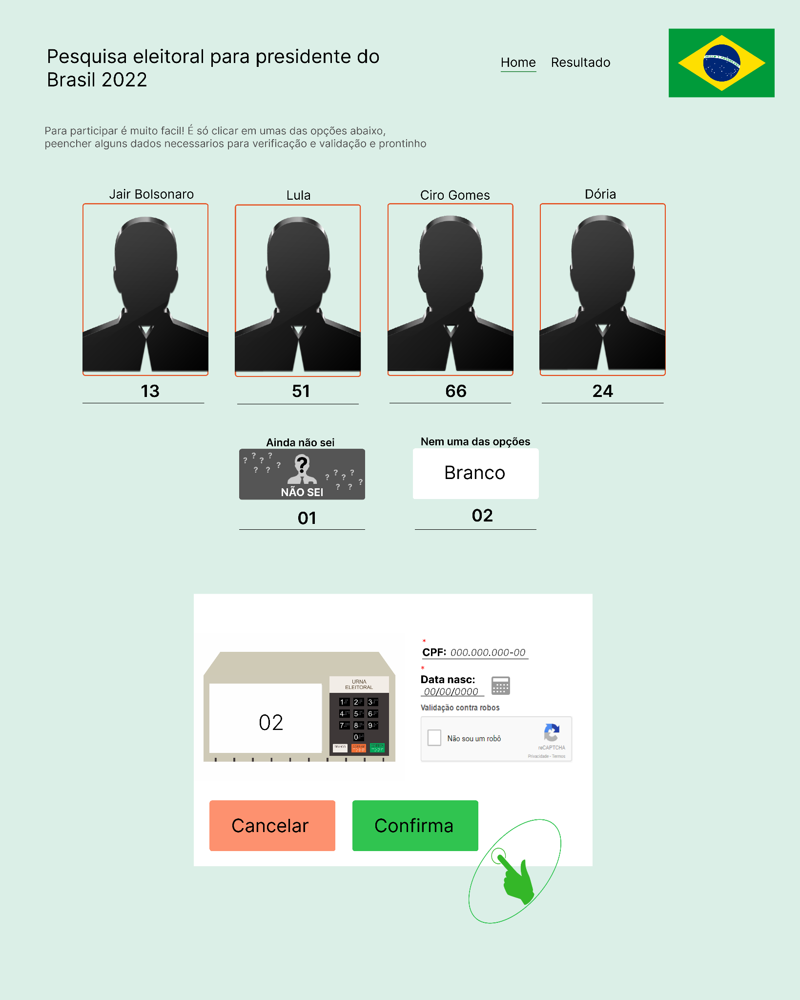 Pesquisa eleitoral para presidente do
Brasil 2022
Home Resultado
Para participar é muito facil! É só clicar em umas das opções abaixo,
peencher alguns dados necessarios para verificação e validação e prontinho
Jair Bolsonaro
Lula
Ciro Gomes
Dória
13
51
66
24
Ainda não sei
? ? ? ? ? ? ?
?
? ? ? ? ? ? ?
NÃO SEI
01
Nem uma das opções
Branco
02
URNA
ELEITORAL
1 2 3
4 5 6
7 8 9
0
BRANCO CORRIGE CONFIRMA
02
*
CPF: 000.000.000-00
*
Data nasc:
00/00/0000
Validação contra robos
Não sou um robô
reCAPTCHA
Privacidade - Termos
Cancelar
Confirma